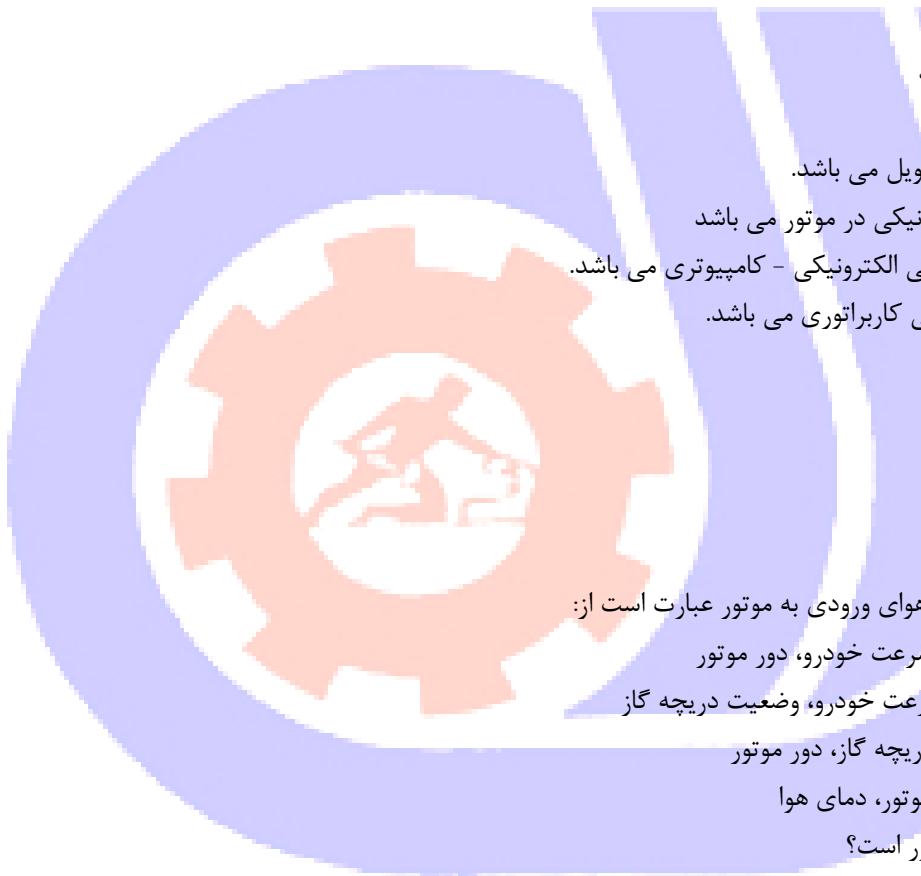 ویل می باشد.
نیکی در موتور می باشد
ی الکترونیکی - کامپیوتری می باشد.
ی کاربراتوری می باشد.
هوای ورودی به موتور عبارت است از:
سرعت خودرو، دور موتور
رعت خودرو، وضعیت دریچه گاز
ریچه گاز، دور موتور
وتور، دمای هوا
ر است؟